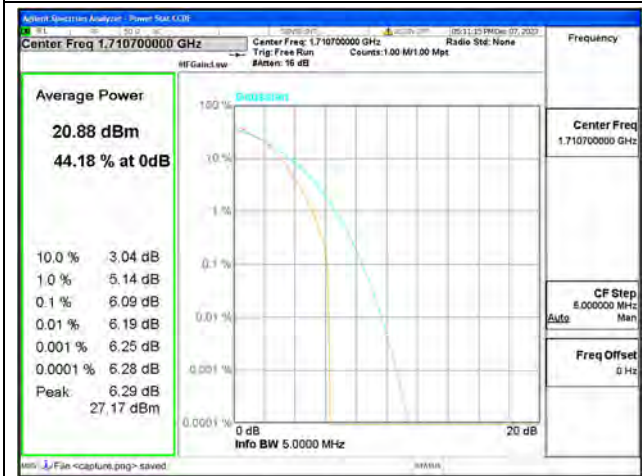 Agilent Spectrum Analyzer - Power Stat CCDF
Center Freq 1.710700000 GHz
Center Freq: 1.710700000 GHz
Radio Std: None
05:11:15 PM Dec 07, 2022
Trig: Free Run
Counts: 1.00 M/1.00 Mpt
#IFGain:Low
#Atten: 16 dB
Frequency
Average Power
20.88 dBm
44.18 % at 0dB
10.0 % 3.04 dB
1.0 % 5.14 dB
0.1 % 6.09 dB
0.01 % 6.19 dB
0.001 % 6.25 dB
0.0001 % 6.28 dB
Peak 6.29 dB
27.17 dBm
Gaussian
100 %
10 %
1 %
0.1 %
0.01 %
0.001 %
0.0001 %
0 dB
20 dB
Info BW 5.0000 MHz
Center Freq
1.710700000 GHz
CF Step
5.000000 MHz
Auto Man
Freq Offset
0 Hz
MSG File <capture.png> saved
STATUS